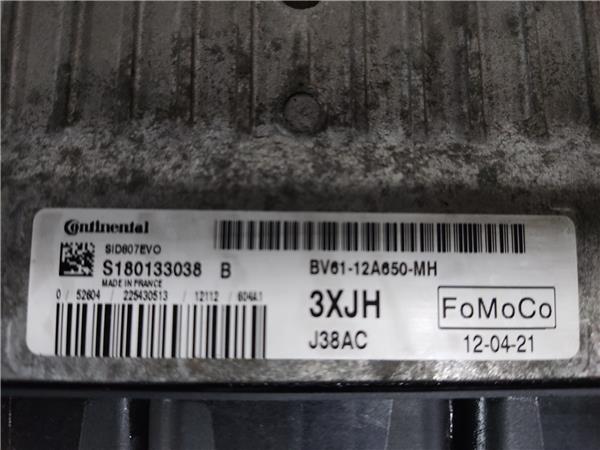 Continental
SID807EVO
S180133038 B
MADE IN FRANCE
0 / 52604 / 225430513 / 12112 / 604A1
BV61-12A650-MH
3XJH
FoMoCo
J38AC
12-04-21